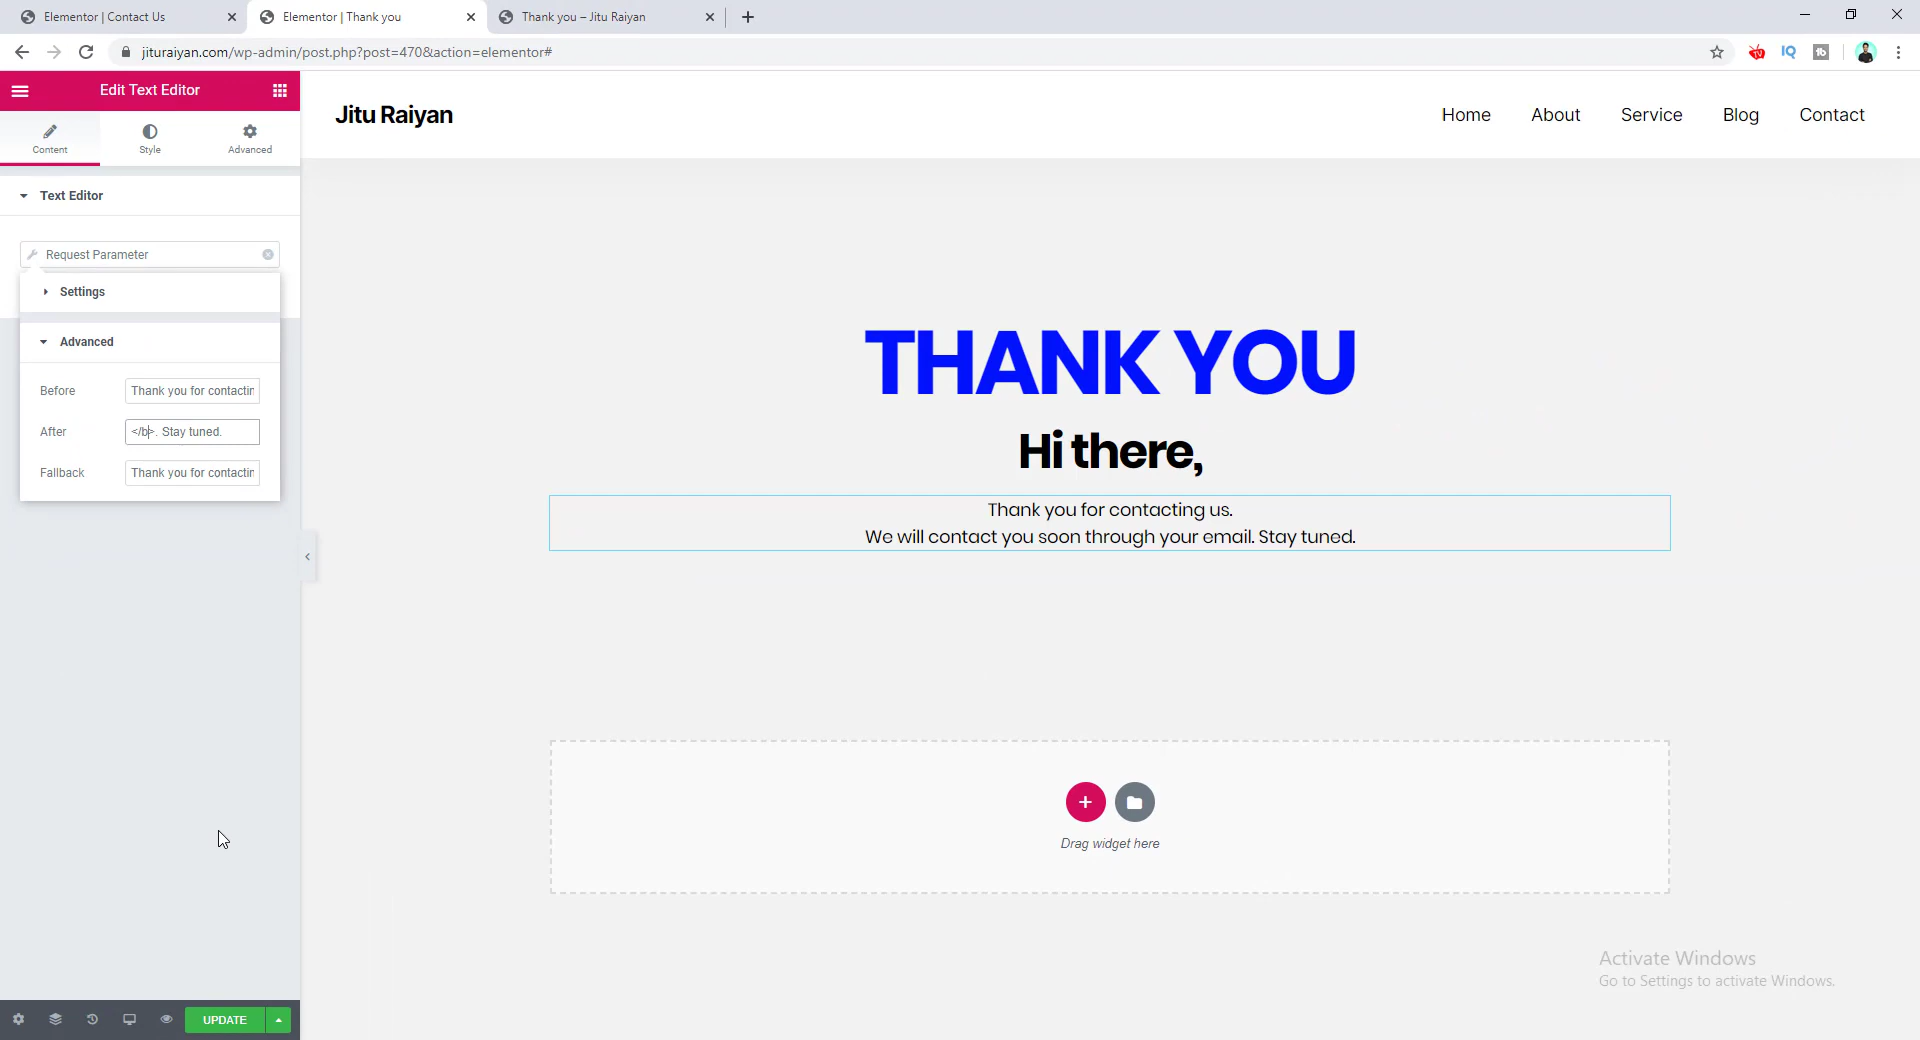 Elementor | Contact Us
Elementor | Thank you
Thank you – Jitu Raiyan
jituraiyan.com/wp-admin/post.php?post=470&action=elementor#
Edit Text Editor
Content
Style
Advanced
Text Editor
Request Parameter
Settings
Advanced
Before
Thank you for contactin
After
</b>. Stay tuned.
Fallback
Thank you for contactin
UPDATE
Jitu Raiyan
Home
About
Service
Blog
Contact
THANK YOU
Hi there,
Thank you for contacting us.
We will contact you soon through your email. Stay tuned.
Drag widget here
Activate Windows
Go to Settings to activate Windows.